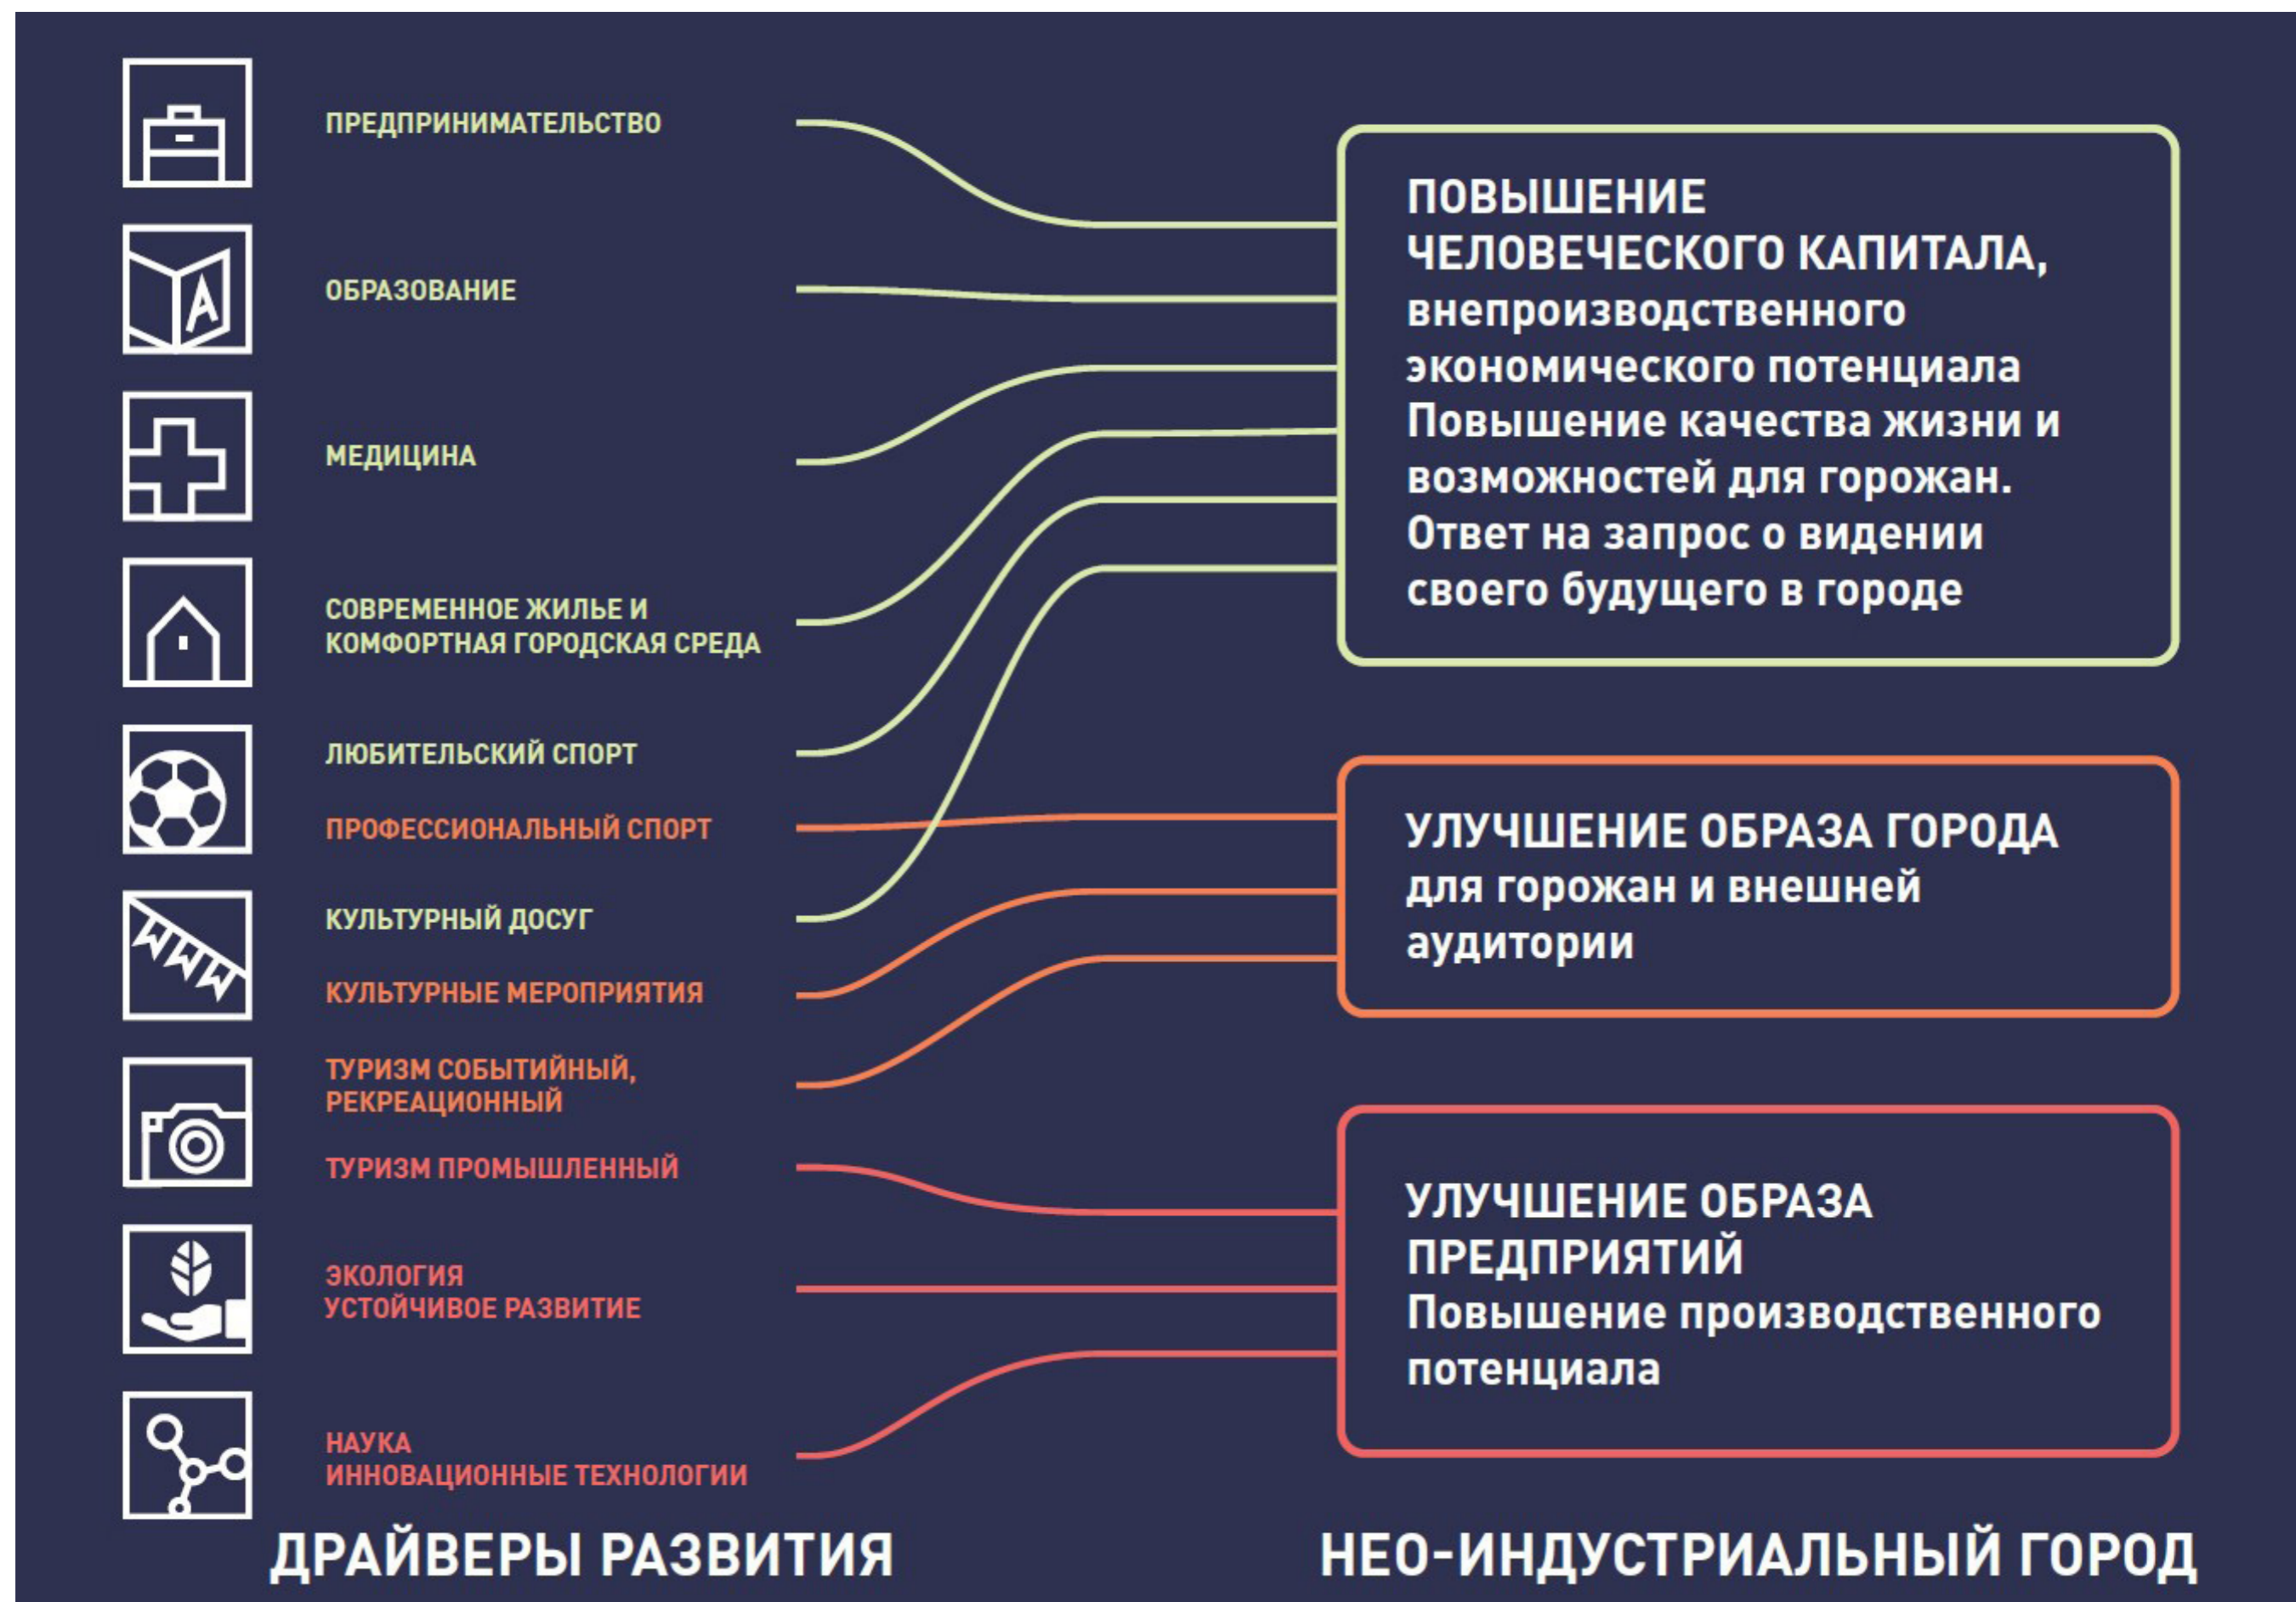 ПРЕДПРИНИМАТЕЛЬСТВО
ОБРАЗОВАНИЕ
МЕДИЦИНА
СОВРЕМЕННОЕ ЖИЛЬЕ И
КОМФОРТНАЯ ГОРОДСКАЯ СРЕДА
ЛЮБИТЕЛЬСКИЙ СПОРТ
ПРОФЕССИОНАЛЬНЫЙ СПОРТ
КУЛЬТУРНЫЙ ДОСУГ
КУЛЬТУРНЫЕ МЕРОПРИЯТИЯ
ТУРИЗМ СОБЫТИЙНЫЙ,
РЕКРЕАЦИОННЫЙ
ТУРИЗМ ПРОМЫШЛЕННЫЙ
ЭКОЛОГИЯ
УСТОЙЧИВОЕ РАЗВИТИЕ
НАУКА
ИННОВАЦИОННЫЕ ТЕХНОЛОГИИ
ДРАЙВЕРЫ РАЗВИТИЯ
ПОВЫШЕНИЕ
ЧЕЛОВЕЧЕСКОГО КАПИТАЛА,
внепроизводственного
экономического потенциала
Повышение качества жизни и
возможностей для горожан.
Ответ на запрос о видении
своего будущего в городе
УЛУЧШЕНИЕ ОБРАЗА ГОРОДА
для горожан и внешней
аудитории
УЛУЧШЕНИЕ ОБРАЗА
ПРЕДПРИЯТИЙ
Повышение производственного
потенциала
НЕО-ИНДУСТРИАЛЬНЫЙ ГОРОД